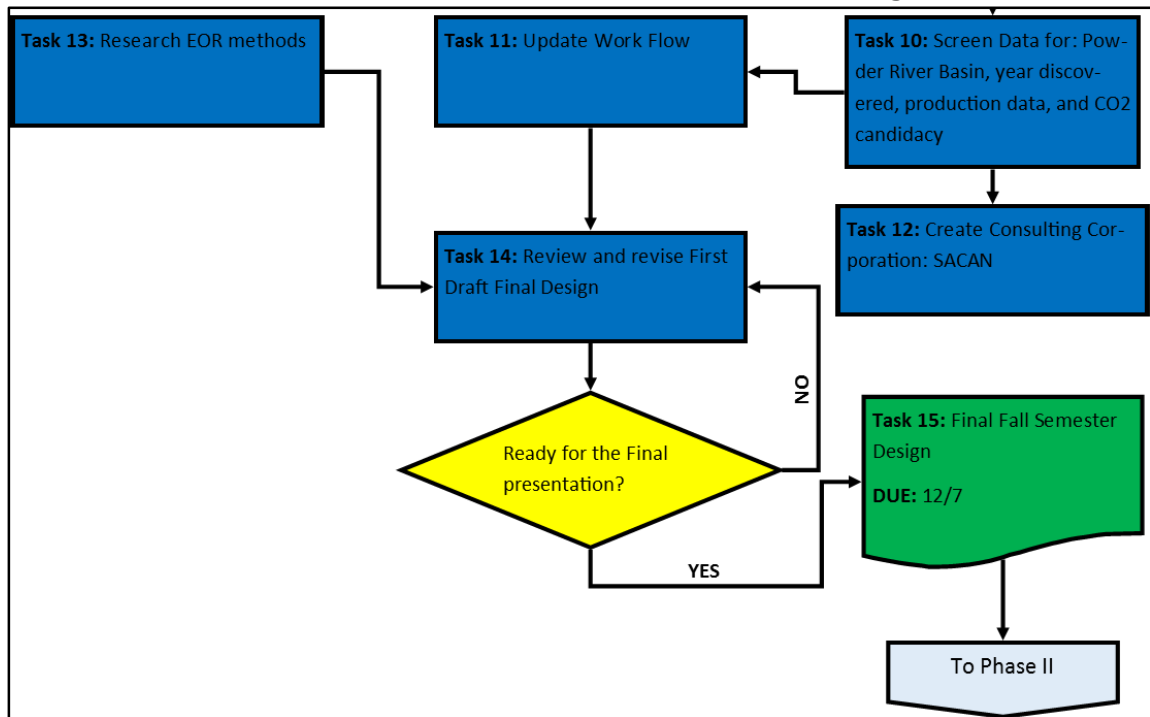 Task 13: Research EOR methods
Task 11: Update Work Flow
Task 10: Screen Data for: Pow-
der River Basin, year discov-
ered, production data, and CO2
candidacy
Task 12: Create Consulting Cor-
poration: SACAN
Task 14: Review and revise First
Draft Final Design
NO
Ready for the Final
presentation?
YES
Task 15: Final Fall Semester
Design
DUE: 12/7
To Phase II